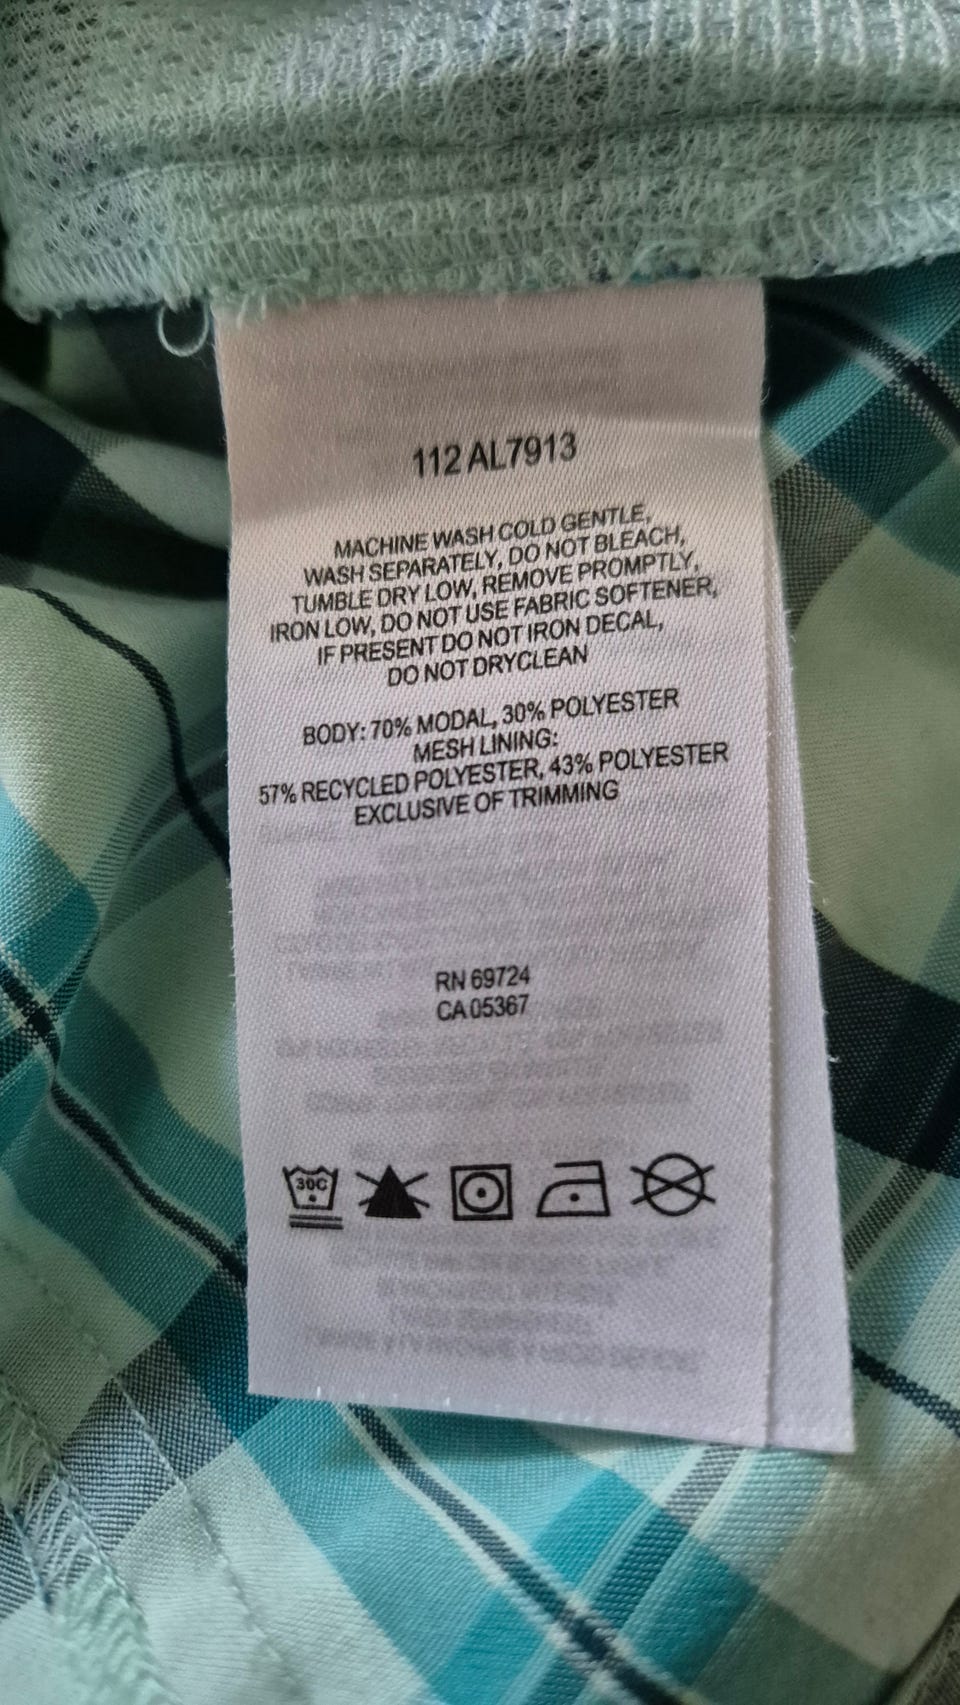 112 AL7913
MACHINE WASH COLD GENTLE,
WASH SEPARATELY, DO NOT BLEACH,
TUMBLE DRY LOW, REMOVE PROMPTLY,
IRON LOW, DO NOT USE FABRIC SOFTENER,
IF PRESENT DO NOT IRON DECAL,
DO NOT DRYCLEAN
BODY: 70% MODAL, 30% POLYESTER
MESH LINING:
57% RECYCLED POLYESTER, 43% POLYESTER
EXCLUSIVE OF TRIMMING
RN 69724
CA 05367
30C